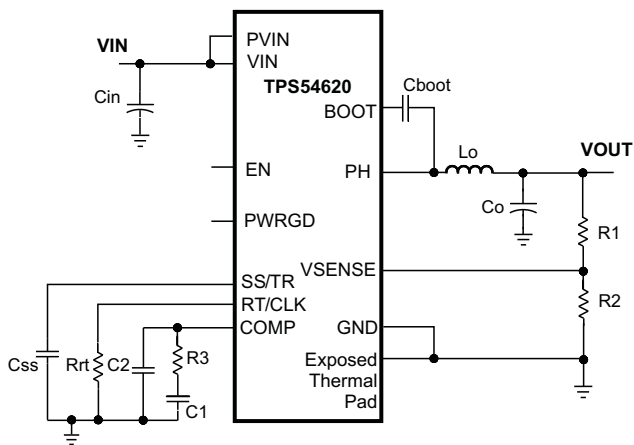 PVIN
VIN
VIN
TPS54620
Cboot
Cin
BOOT
Lo
VOUT
EN
PH
Co
R1
PWRGD
VSENSE
SS/TR
R2
RT/CLK
COMP
GND
Css
Rrt
C2
R3
Exposed
Thermal
Pad
C1